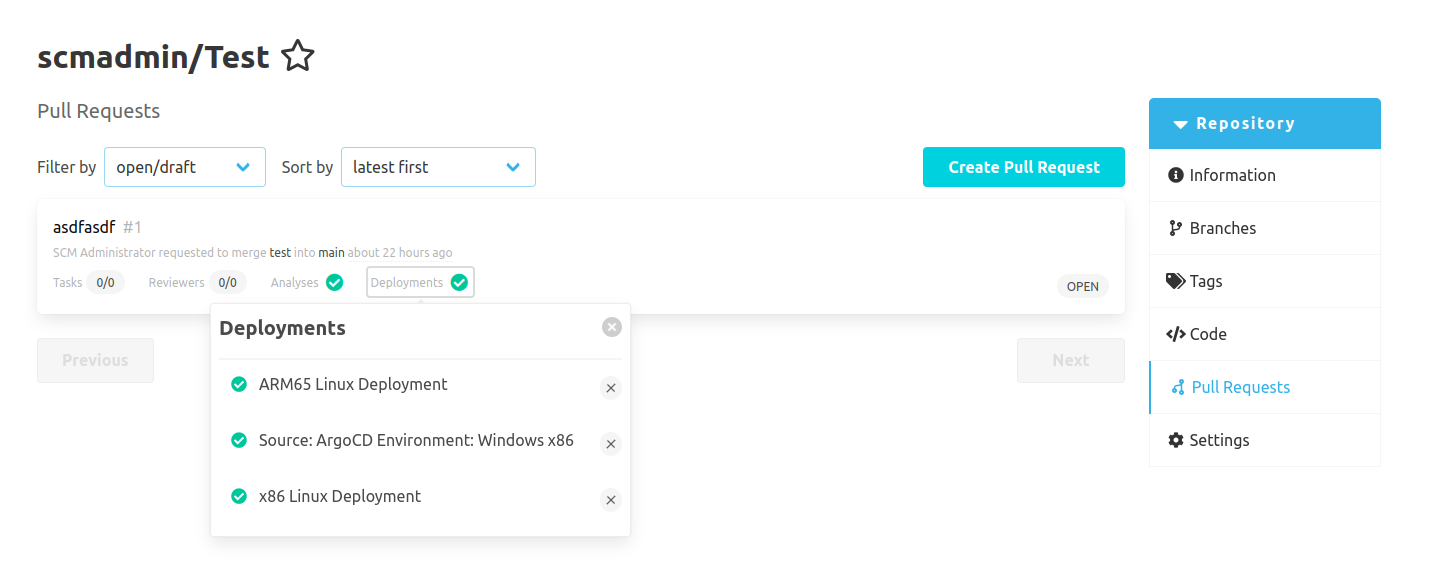 scmadmin/Test
Pull Requests
Filter by open/draft Sort by latest first Create Pull Request
asdfasdf #1
SCM Administrator requested to merge test into main about 22 hours ago
Tasks 0/0 Reviewers 0/0 Analyses Deployments OPEN
Deployments
ARM65 Linux Deployment
Source: ArgoCD Environment: Windows x86
x86 Linux Deployment
Previous Next
Repository
Information
Branches
Tags
Code
Pull Requests
Settings